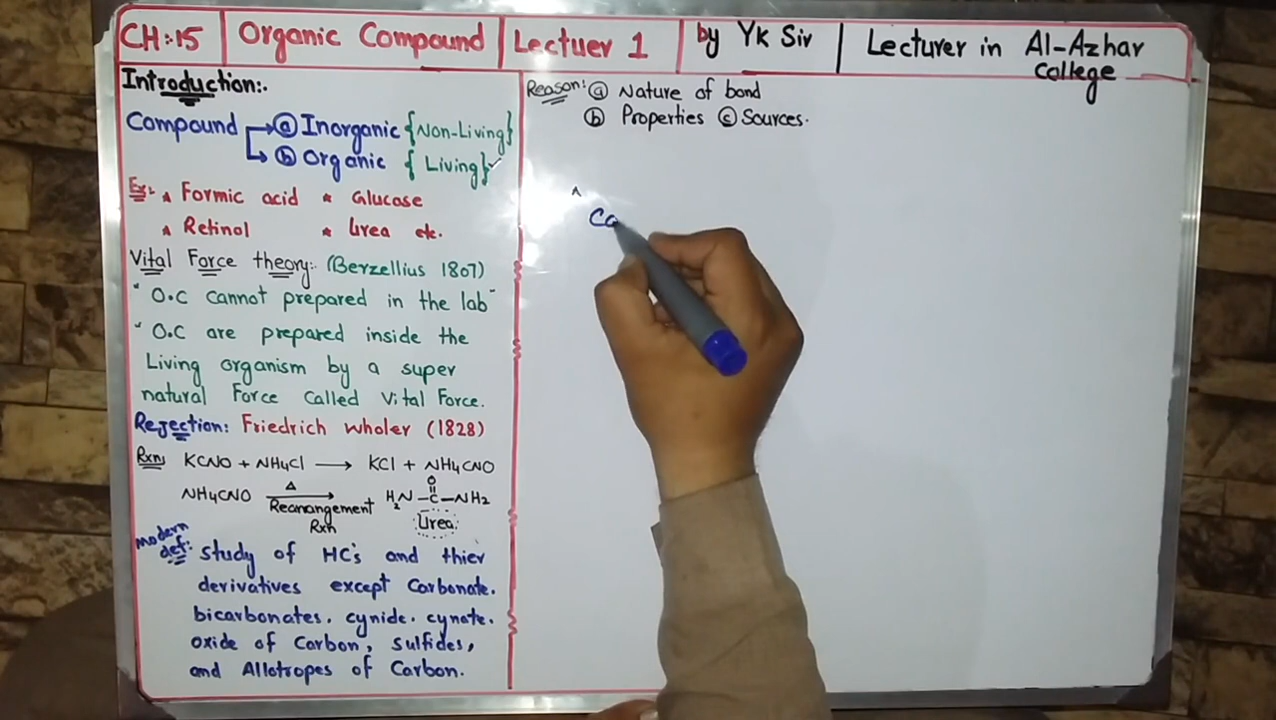 CH:15 | Organic Compound | Lectuer 1 | by Yk Sir | Lecturer in Al-Azhar College
Introduction:.
Compound → ⓐ Inorganic {Non-Living}
→ ⓑ Organic { Living}
Ex: * Formic acid * Glucose
* Retinol * Urea etc.
Vital Force theory: (Berzellius 1807)
" O.C cannot prepared in the lab"
" O.C are prepared inside the
Living organism by a super
natural Force called Vital Force.
Rejection: Friedrich Wholer (1828)
Rxn: KCNO + NH4Cl → KCl + NH4CNO
O
NH4CNO Δ → H2N - C - NH2
Rearrangement Rxn
Urea
modern def: study of HC's and thier
derivatives except Carbonate.
bicarbonates. cynide. cynate.
oxide of Carbon, sulfides,
and Allotropes of Carbon.
Reason: ⓐ Nature of bond
ⓑ Properties ⓒ Sources.
Ca